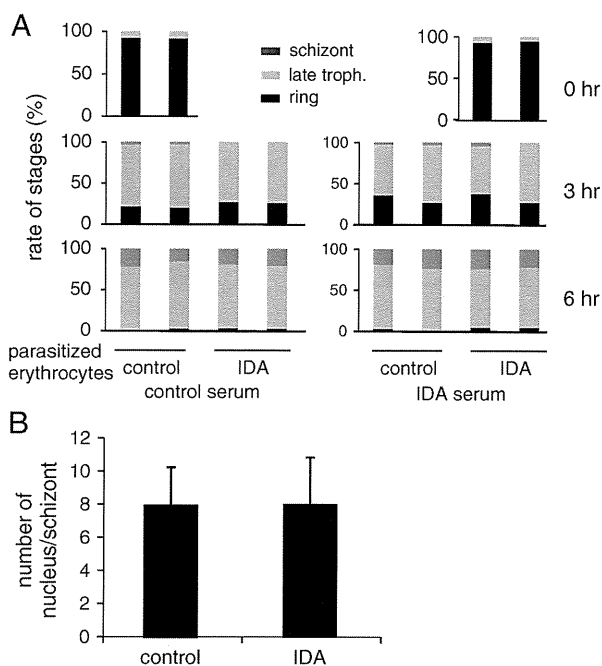 A
rate of stages (%)
100
50
0
100
50
0
100
50
0
schizont
late troph.
ring
100
50
0
0 hr
100
50
0
3 hr
100
50
0
6 hr
parasitized
erythrocytes
control IDA
control serum
control IDA
IDA serum
B
number of
nucleus/schizont
12
10
8
6
4
2
0
control IDA